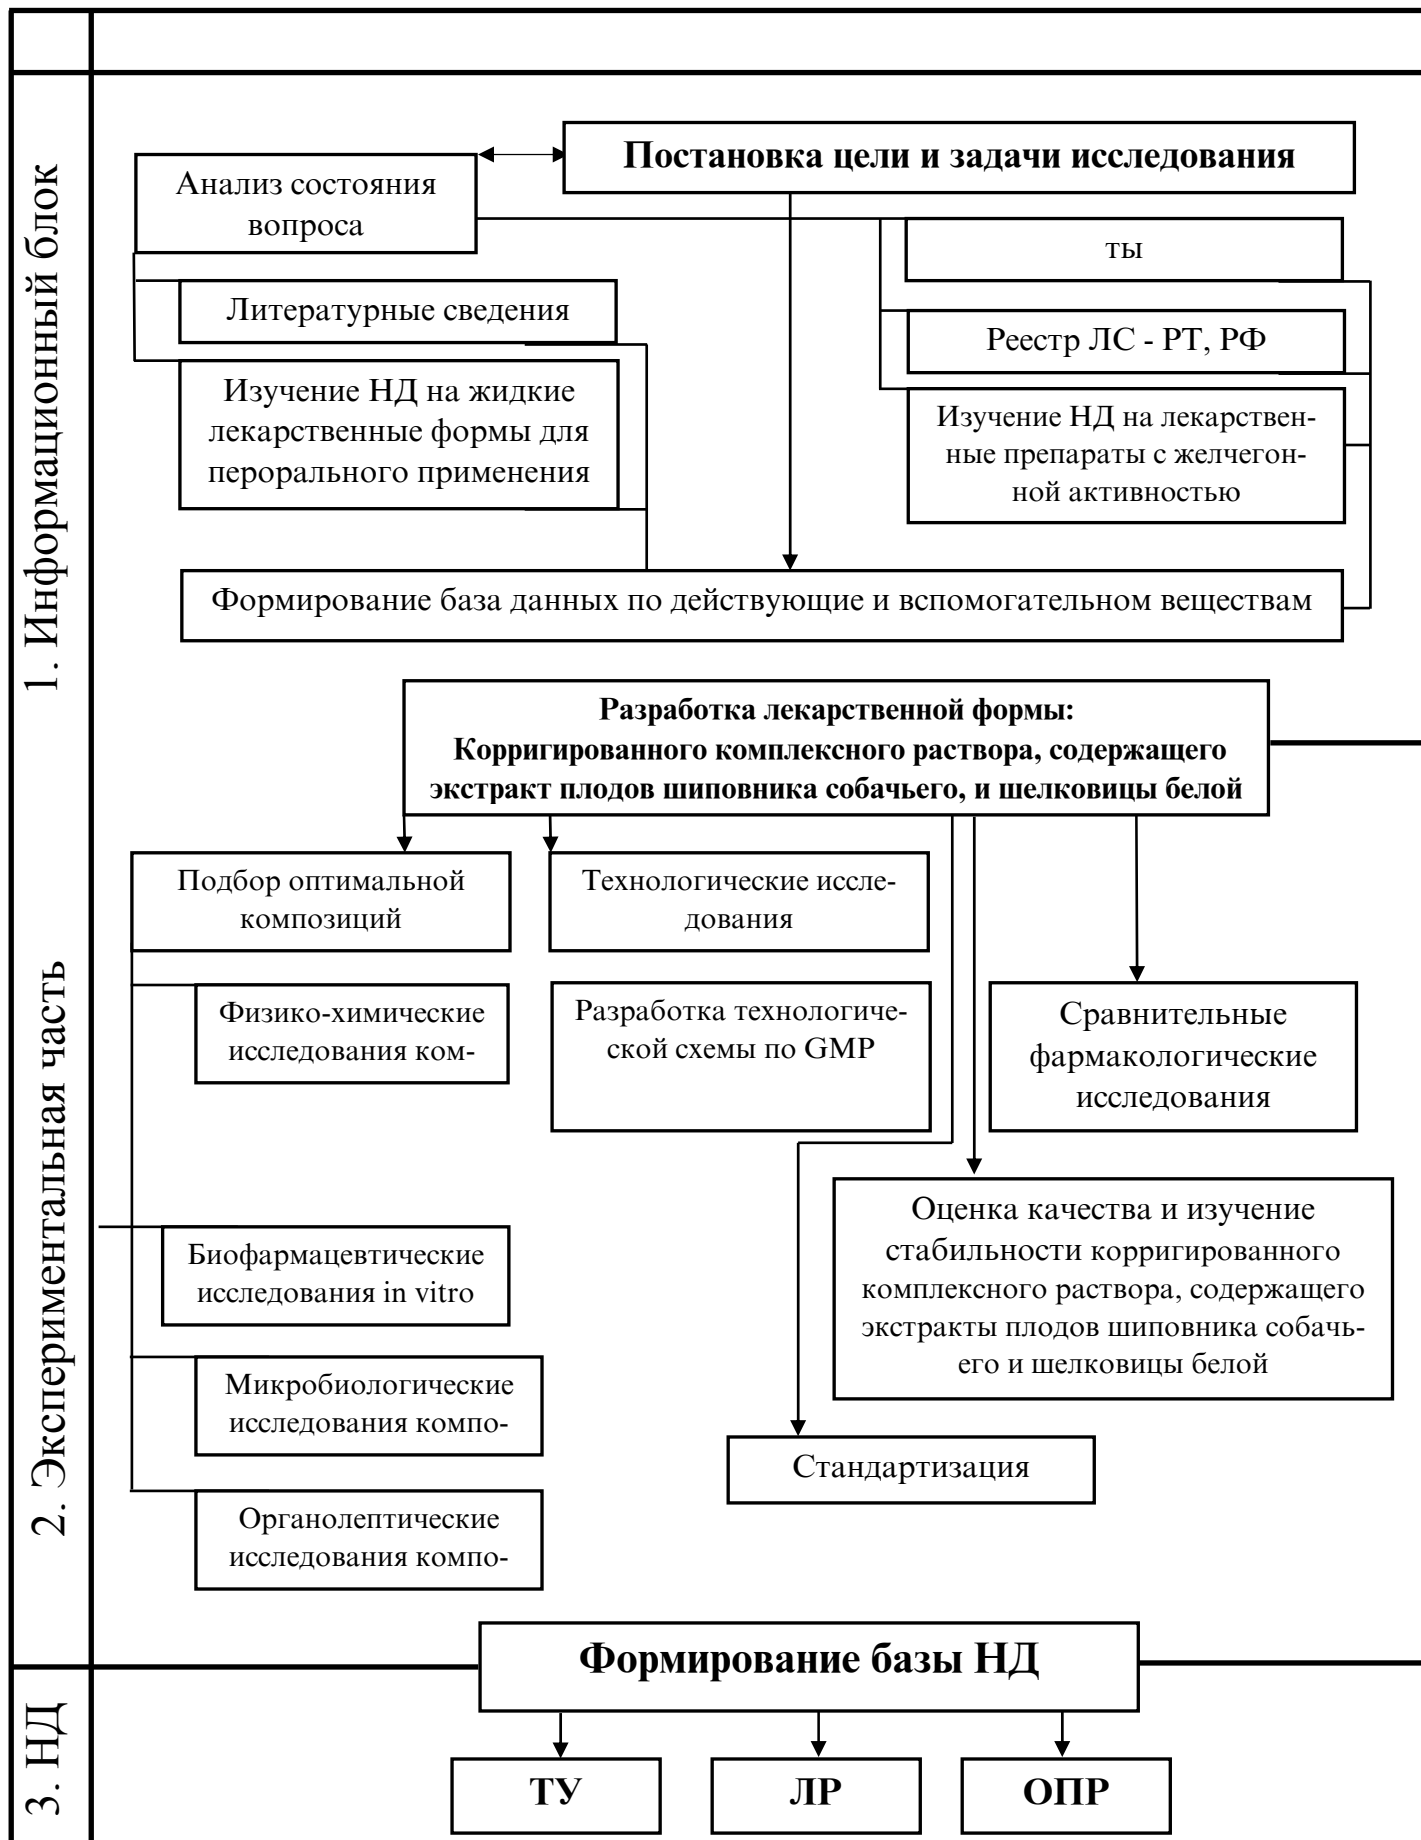 1. Информационный блок
Постановка цели и задачи исследования
Анализ состояния
вопроса
ты
Литературные сведения
Реестр ЛС - РТ, РФ
Изучение НД на жидкие
лекарственные формы для
перорального применения
Изучение НД на лекарствен-
ные препараты с желчегон-
ной активностью
Формирование база данных по действующие и вспомогательном веществам
2. Экспериментальная часть
Разработка лекарственной формы:
Корригированного комплексного раствора, содержащего
экстракт плодов шиповника собачьего, и шелковицы белой
Подбор оптимальной
композиций
Технологические иссле-
дования
Физико-химические
исследования ком-
Разработка технологиче-
ской схемы по GMP
Сравнительные
фармакологические
исследования
Биофармацевтические
исследования in vitro
Оценка качества и изучение
стабильности корригированного
комплексного раствора, содержащего
экстракты плодов шиповника собачь-
его и шелковицы белой
Микробиологические
исследования компо-
Стандартизация
Органолептические
исследования компо-
3. НД
Формирование базы НД
ТУ
ЛР
ОПР